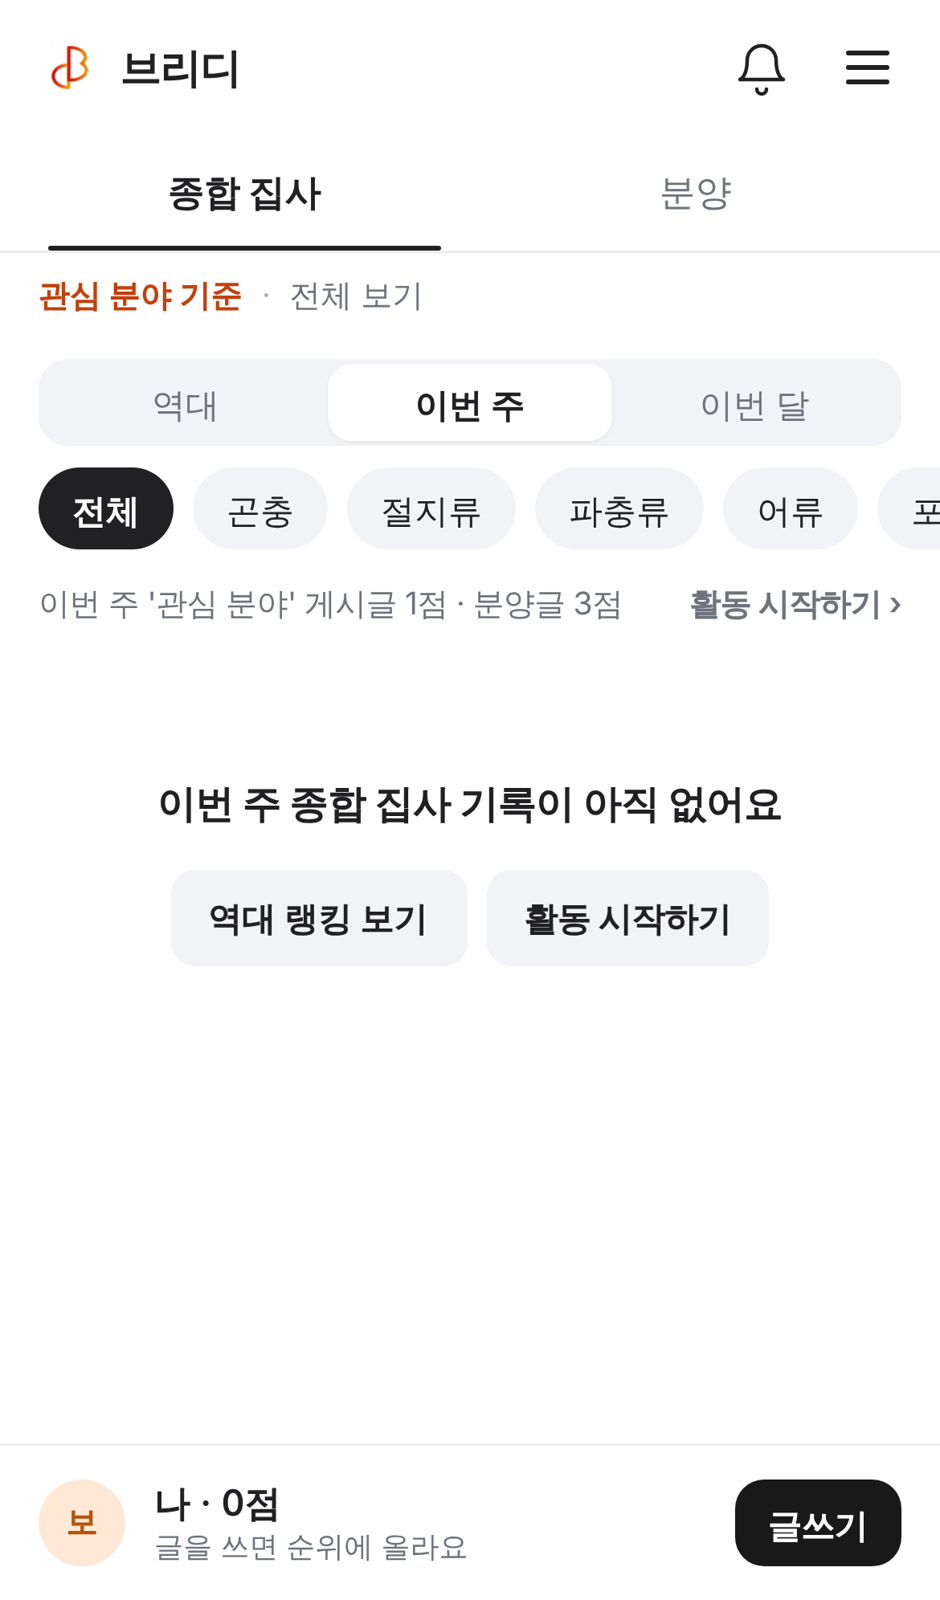 브리디
종합 집사 분양
관심 분야 기준 · 전체 보기
역대 이번 주 이번 달
전체 곤충 절지류 파충류 어류 포
이번 주 '관심 분야' 게시글 1점 · 분양글 3점 활동 시작하기 ›
이번 주 종합 집사 기록이 아직 없어요
역대 랭킹 보기 활동 시작하기
보 나 · 0점
글을 쓰면 순위에 올라요
글쓰기